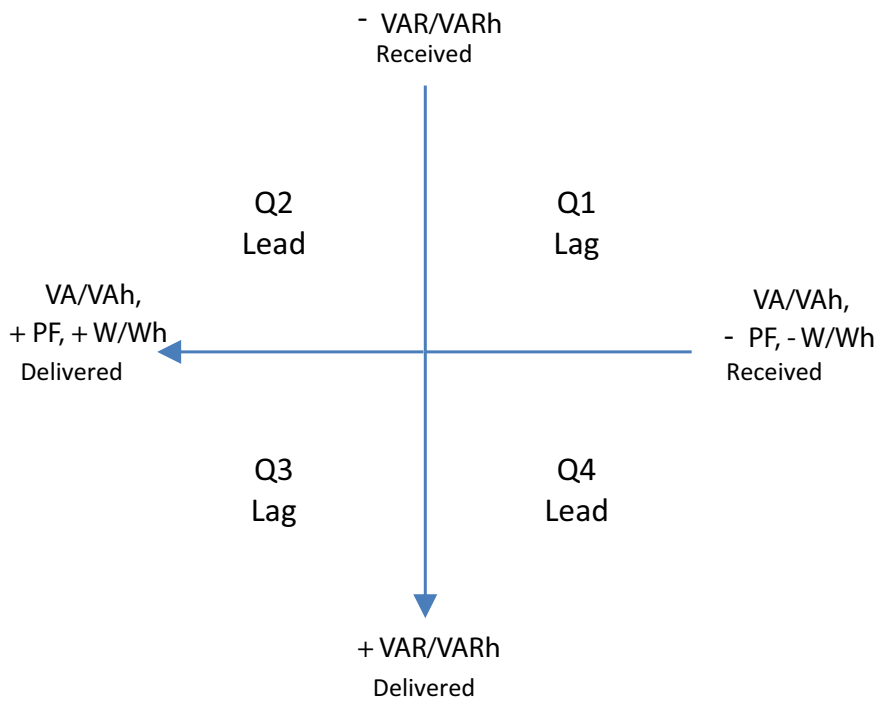 - VAR/VARh
Received
Q2
Lead
Q1
Lag
VA/VAh,
+ PF, + W/Wh
Delivered
VA/VAh,
- PF, - W/Wh
Received
Q3
Lag
Q4
Lead
+ VAR/VARh
Delivered